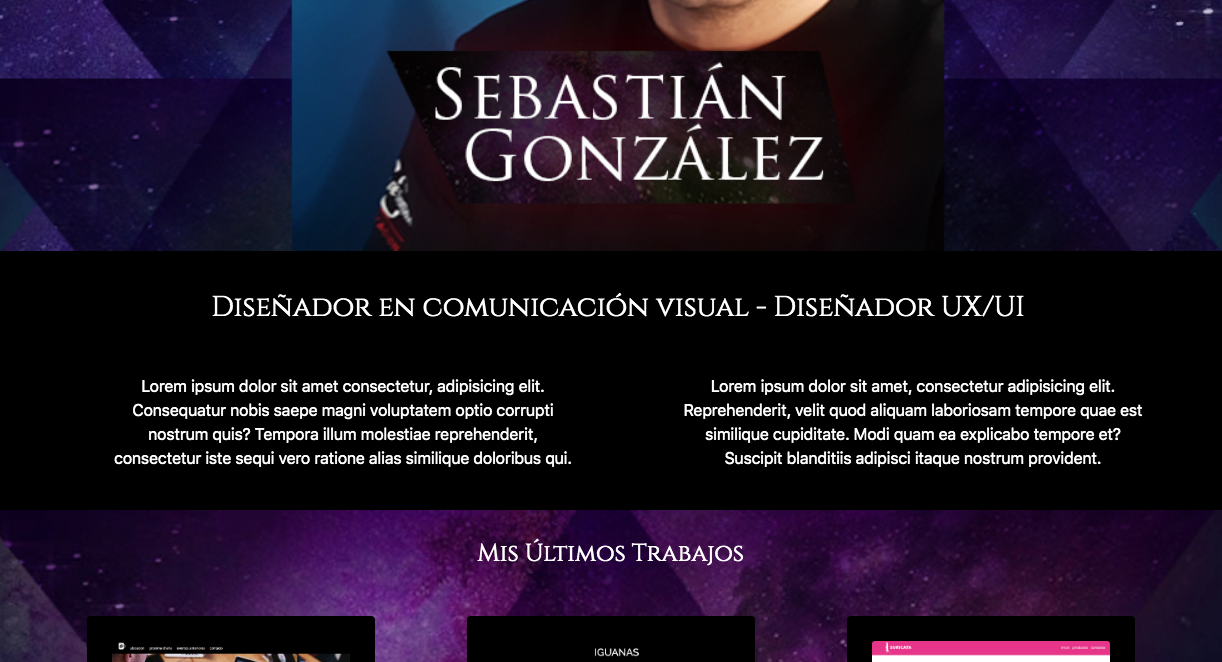 SEBASTIÁN
GONZÁLEZ
Diseñador en comunicación visual - Diseñador UX/UI
Lorem ipsum dolor sit amet consectetur, adipisicing elit.
Consequatur nobis saepe magni voluptatem optio corrupti
nostrum quis? Tempora illum molestiae reprehenderit,
consectetur iste sequi vero ratione alias similique doloribus qui.
Lorem ipsum dolor sit amet, consectetur adipisicing elit.
Reprehenderit, velit quod aliquam laboriosam tempore quae est
similique cupiditate. Modi quam ea explicabo tempore et?
Suscipit blanditiis adipisci itaque nostrum provident.
Mis Últimos Trabajos
IGUANAS